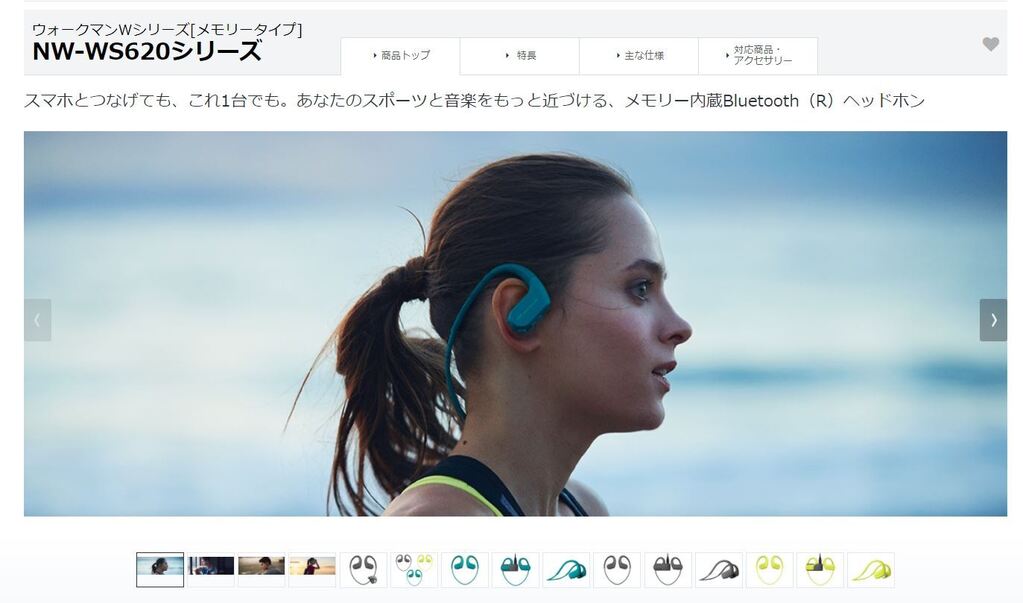 ウォークマンWシリーズ[メモリータイプ]
NW-WS620シリーズ
商品トップ
特長
主な仕様
対応商品・
アクセサリー
スマホとつなげても、これ1台でも。あなたのスポーツと音楽をもっと近づける、メモリー内蔵Bluetooth（R）ヘッドホン